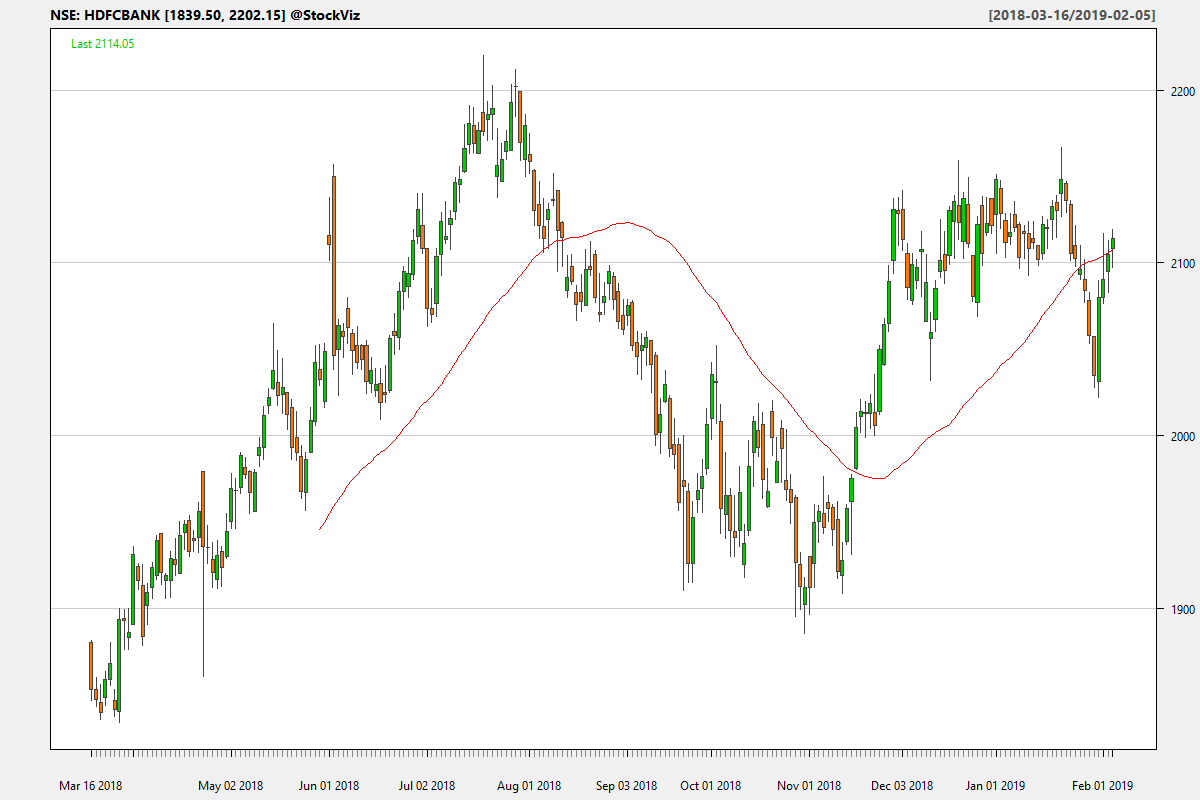 NSE: HDFCBANK [1839.50, 2202.15] @StockViz [2018-03-16/2019-02-05]
Last 2114.05
2200
2100
2000
1900
Mar 16 2018 May 02 2018 Jun 01 2018 Jul 02 2018 Aug 01 2018 Sep 03 2018 Oct 01 2018 Nov 01 2018 Dec 03 2018 Jan 01 2019 Feb 01 2019